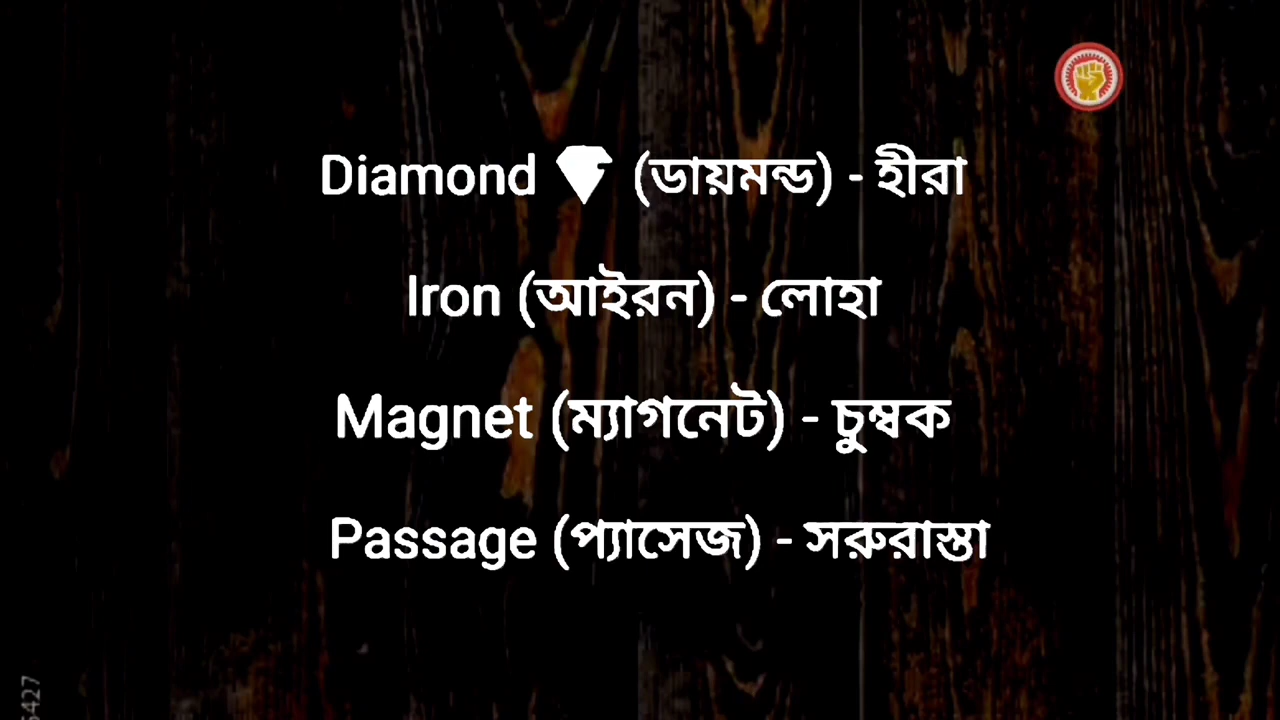 Diamond (ডায়মন্ড) - হীরা
Iron (আইরন) - লোহা
Magnet (ম্যাগনেট) - চুম্বক
Passage (প্যাসেজ) - সরুরাস্তা